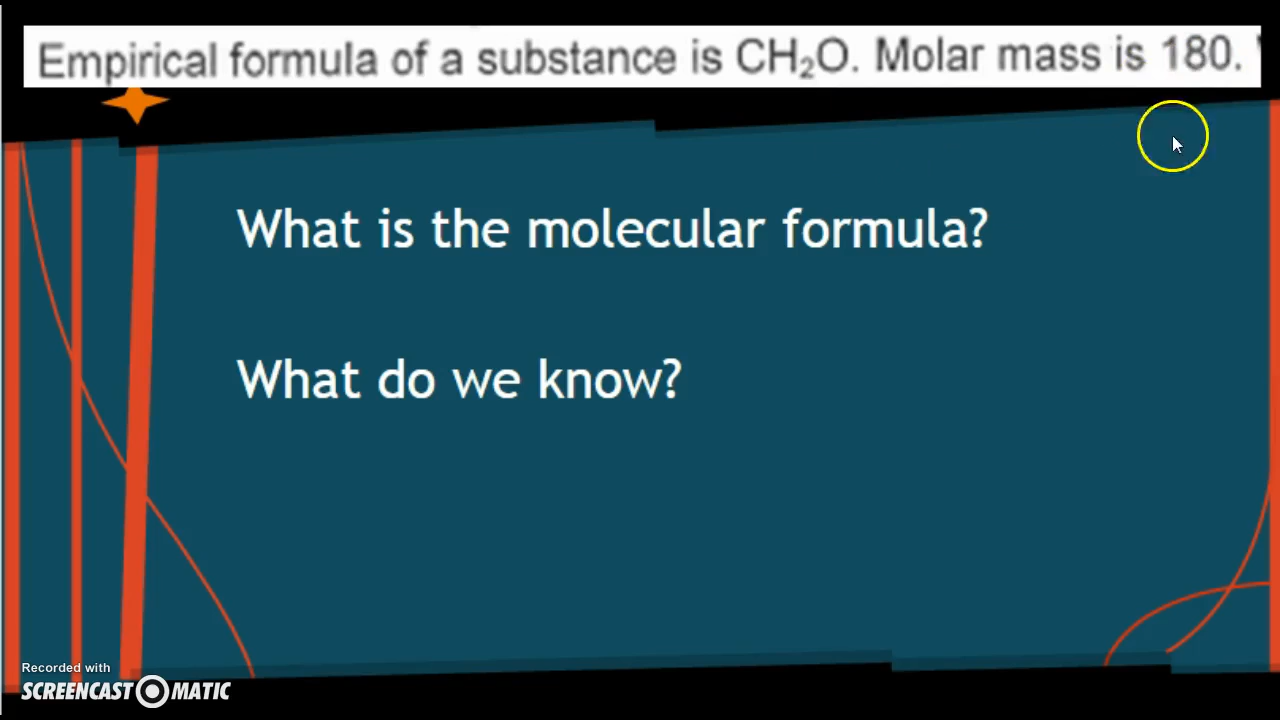 Empirical formula of a substance is CH₂O. Molar mass is 180.
What is the molecular formula?
What do we know?
Recorded with
SCREENCAST MATIC